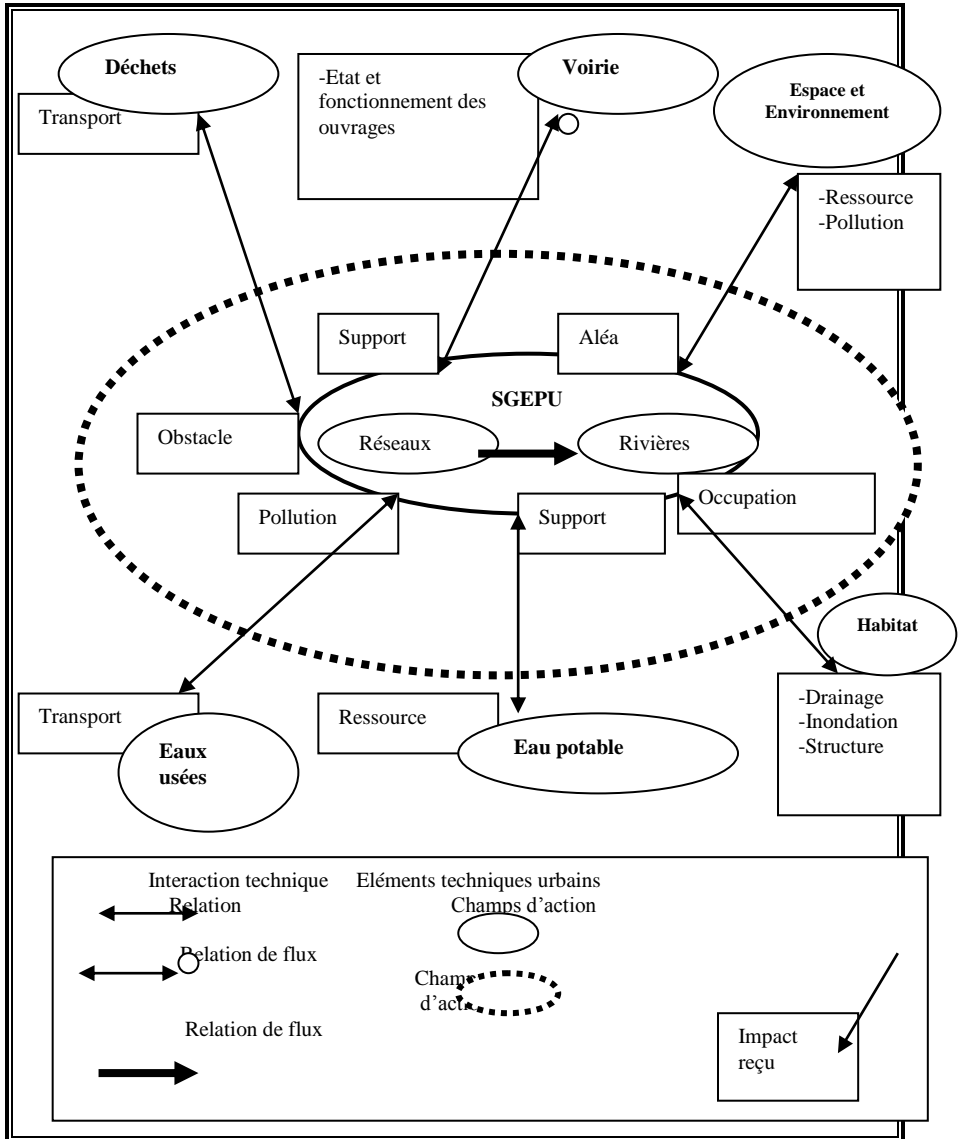 Déchets
Transport
-Etat et
fonctionnement des
ouvrages
Voirie
Espace et
Environnement
-Ressource
-Pollution
Support
Aléa
SGEPU
Obstacle
Réseaux
Rivières
Pollution
Support
Occupation
Habitat
-Drainage
-Inondation
-Structure
Transport
Eaux
usées
Ressource
Eau potable
Interaction technique
Relation
Relation de flux
Relation de flux
Eléments techniques urbains
Champs d'action
Champ
d'actio
Impact
reçu